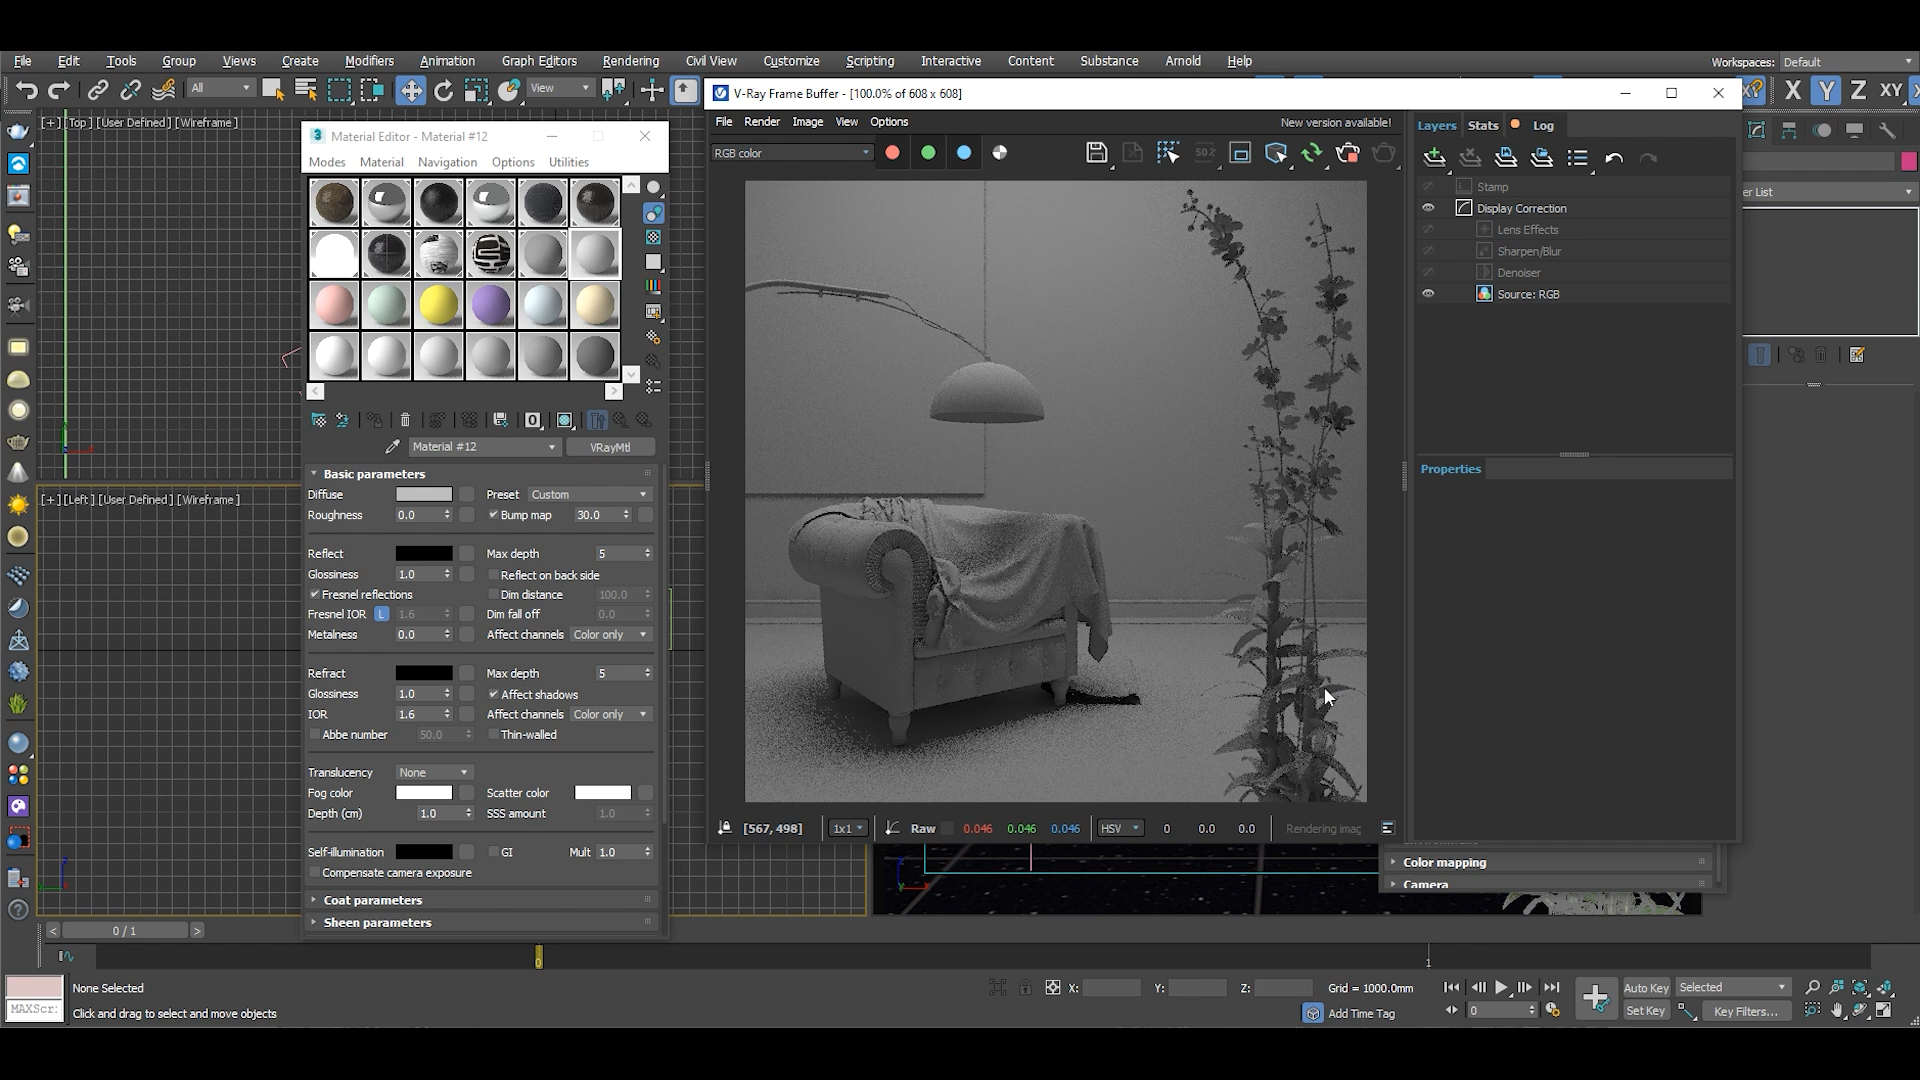 File Edit Tools Group Views Create Modifiers Animation Graph Editors Rendering Civil View Customize Scripting Interactive Content Substance Arnold Help
Workspaces: Default
All
View
X Y Z XY
[+] [Top] [User Defined] [Wireframe]
Material Editor - Material #12
Modes Material Navigation Options Utilities
Material #12 VRayMtl
Basic parameters
Diffuse Preset Custom
Roughness 0.0 Bump map 30.0
Reflect Max depth 5
Glossiness 1.0 Reflect on back side
Fresnel reflections Dim distance 100.0
Fresnel IOR L 1.6 Dim fall off 0.0
Metalness 0.0 Affect channels Color only
Refract Max depth 5
Glossiness 1.0 Affect shadows
IOR 1.6 Affect channels Color only
Abbe number 50.0 Thin-walled
Translucency None
Fog color Scatter color
Depth (cm) 1.0 SSS amount 1.0
Self-illumination GI Mult 1.0
Compensate camera exposure
Coat parameters
Sheen parameters
V-Ray Frame Buffer - [100.0% of 608 x 608]
File Render Image View Options New version available!
RGB color
50%
[567, 498] 1x1 Raw 0.046 0.046 0.046 HSV 0 0.0 0.0 Rendering imag
Layers Stats Log
Stamp
Display Correction
Lens Effects
Sharpen/Blur
Denoiser
Source: RGB
Properties
er List
[+] [Left] [User Defined] [Wireframe]
Color mapping
Camera
< 0 / 1 >
0
1
None Selected
MAXScr:
Click and drag to select and move objects
X: Y: Z: Grid = 1000.0mm
Add Time Tag
Auto Key Selected
0 Set Key Key Filters...